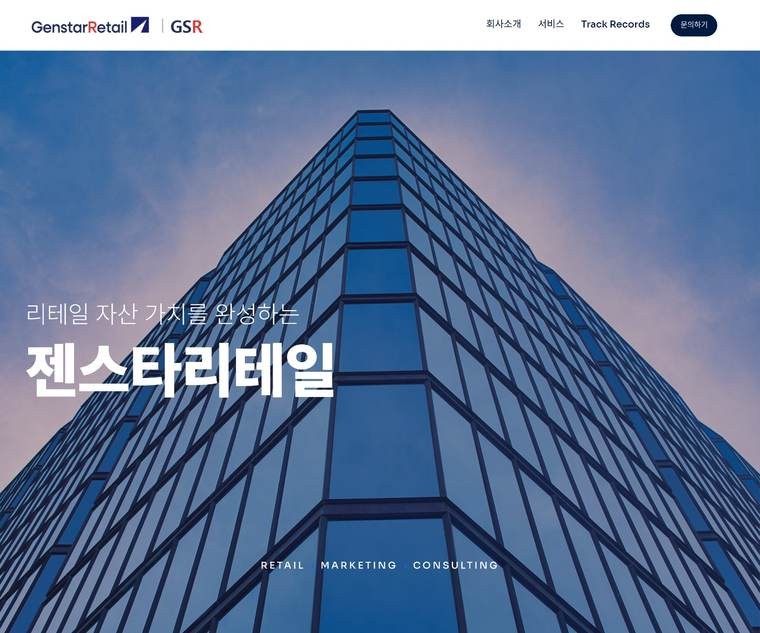 GenstarRetail | GSR
회사소개 서비스 Track Records 문의하기
리테일 자산 가치를 완성하는
젠스타리테일
RETAIL MARKETING CONSULTING